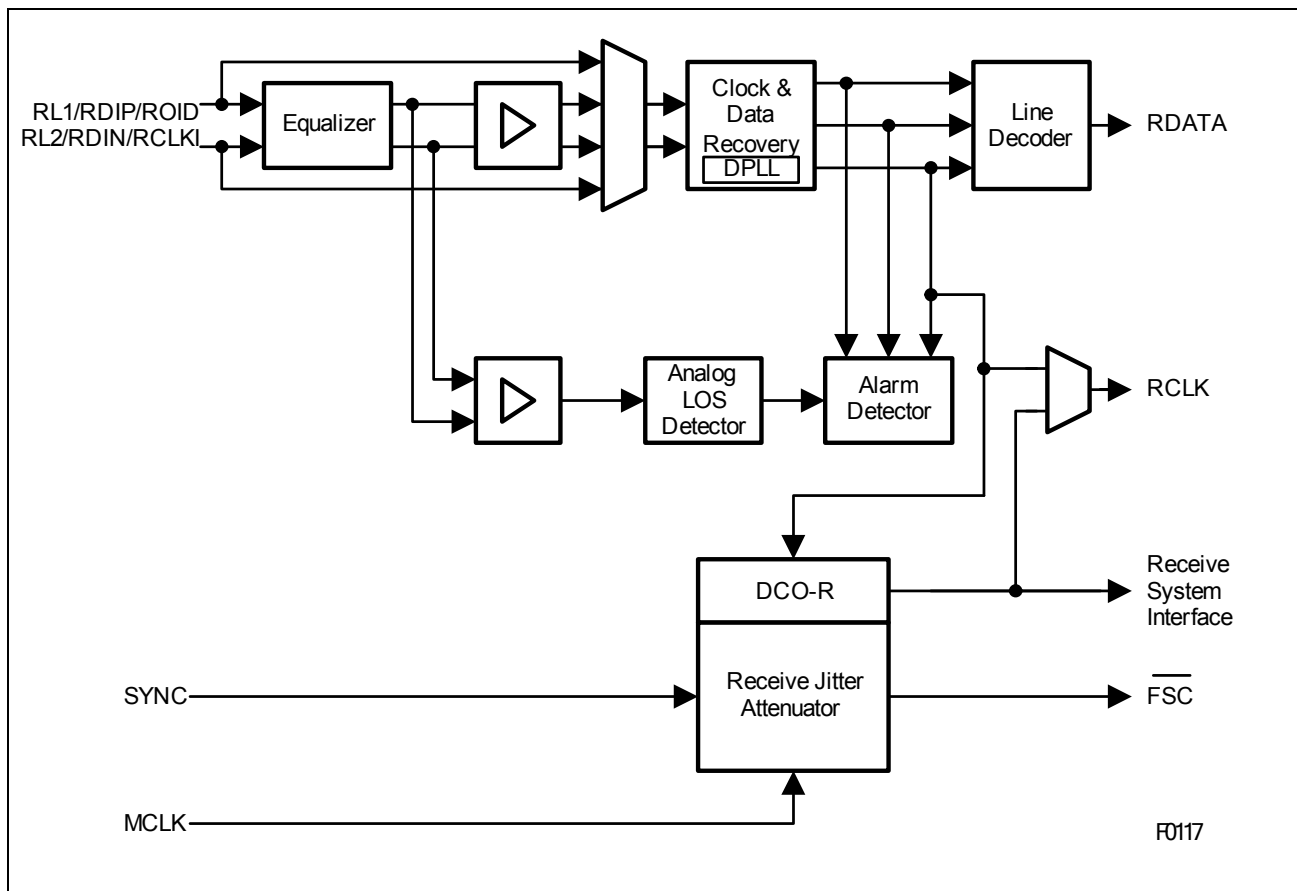 RL1/RDIP/ROID
RL2/RDIN/RCLKI
Equalizer
Clock &
Data
Recovery
DPLL
Line
Decoder
RDATA
Analog
LOS
Detector
Alarm
Detector
RCLK
DCO-R
Receive
System
Interface
SYNC
Receive Jitter
Attenuator
FSC
MCLK
F0117